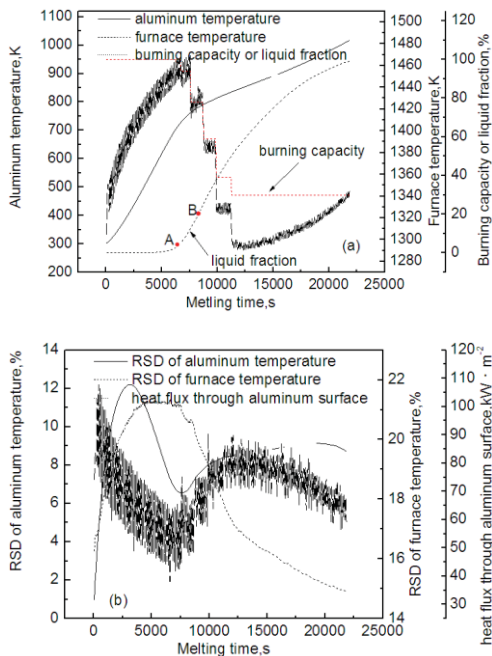 aluminum temperature
furnace temperature
burning capacity or liquid fraction
Aluminum temperature,K
1100
1000
900
800
700
600
500
400
300
200
Furnace temperature,K
1500
1480
1460
1440
1420
1400
1380
1360
1340
1320
1300
1280
Burning capacity or liquid fraction,%
120
100
80
60
40
20
0
burning capacity
B
A
(a)
liquid fraction
0 5000 10000 15000 20000 25000
Metling time,s
RSD of aluminum temperature
RSD of furnace temperature
heat flux through aluminum surface
RSD of aluminum temperature,%
14
12
10
8
6
4
2
0
RSD of furnace temperature,%
22
20
18
16
14
heat flux through aluminum surface,kW · m-2
120
110
100
90
80
70
60
50
40
30
(b)
0 5000 10000 15000 20000 25000
Melting time,s